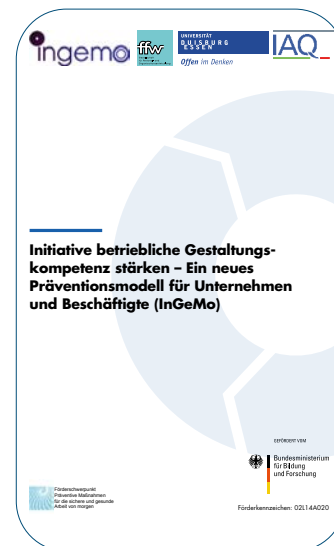 ingemo
ffw
UNIVERSITÄT
DUISBURG
ESSEN
Offen im Denken
IAQ
Initiative betriebliche Gestaltungs-
kompetenz stärken – Ein neues
Präventionsmodell für Unternehmen
und Beschäftigte (InGeMo)
GEFÖRDERT VOM
Bundesministerium
für Bildung
und Forschung
Förderschwerpunkt
Präventive Maßnahmen
für die sichere und gesunde
Arbeit von morgen
Förderkennzeichen: 02L14A020